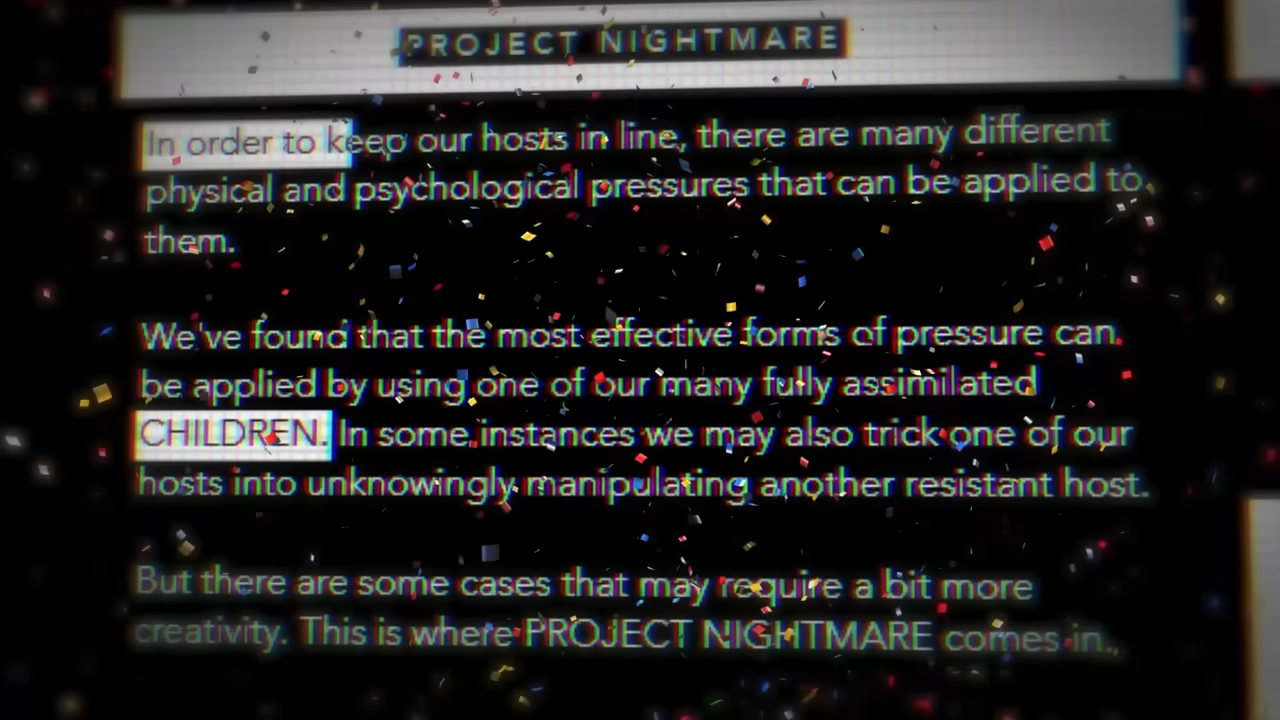 PROJECT NIGHTMARE
In order to keep our hosts in line, there are many different
physical and psychological pressures that can be applied to
them.
We've found that the most effective forms of pressure can
be applied by using one of our many fully assimilated
CHILDREN. In some instances we may also trick one of our
hosts into unknowingly manipulating another resistant host.
But there are some cases that may require a bit more
creativity. This is where PROJECT NIGHTMARE comes in..